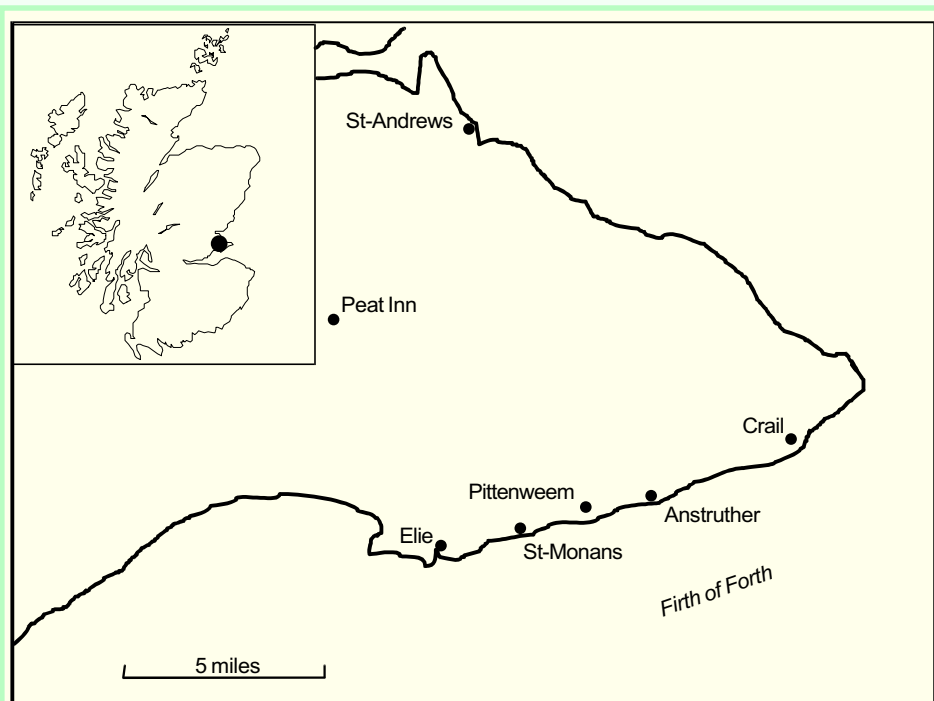 St-Andrews
Peat Inn
Crail
Pittenweem
Anstruther
Elie
St-Monans
Firth of Forth
5 miles